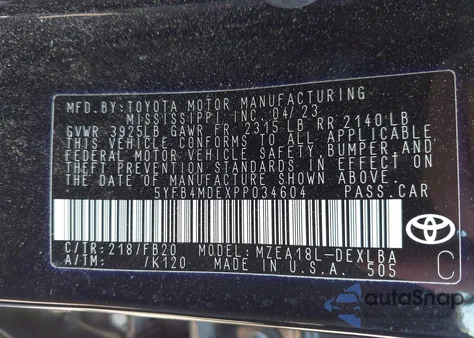 MFD.BY:TOYOTA MOTOR MANUFACTURING
MISSISSIPPI, INC. 04/23
GVWR 3925LB GAWR FR 2315 LB RR 2140 LB
THIS VEHICLE CONFORMS TO ALL APPLICABLE
FEDERAL MOTOR VEHICLE SAFETY, BUMPER, AND
THEFT PREVENTION STANDARDS IN EFFECT ON
THE DATE OF MANUFACTURE SHOWN ABOVE.
5YFB4MDEXPP034604 PASS.CAR
C/TR:218/FB20 MODEL:MZEA18L-DEXLBA
A/TM: /K120 MADE IN U.S.A. 505
TOYOTA
C
autoSnap